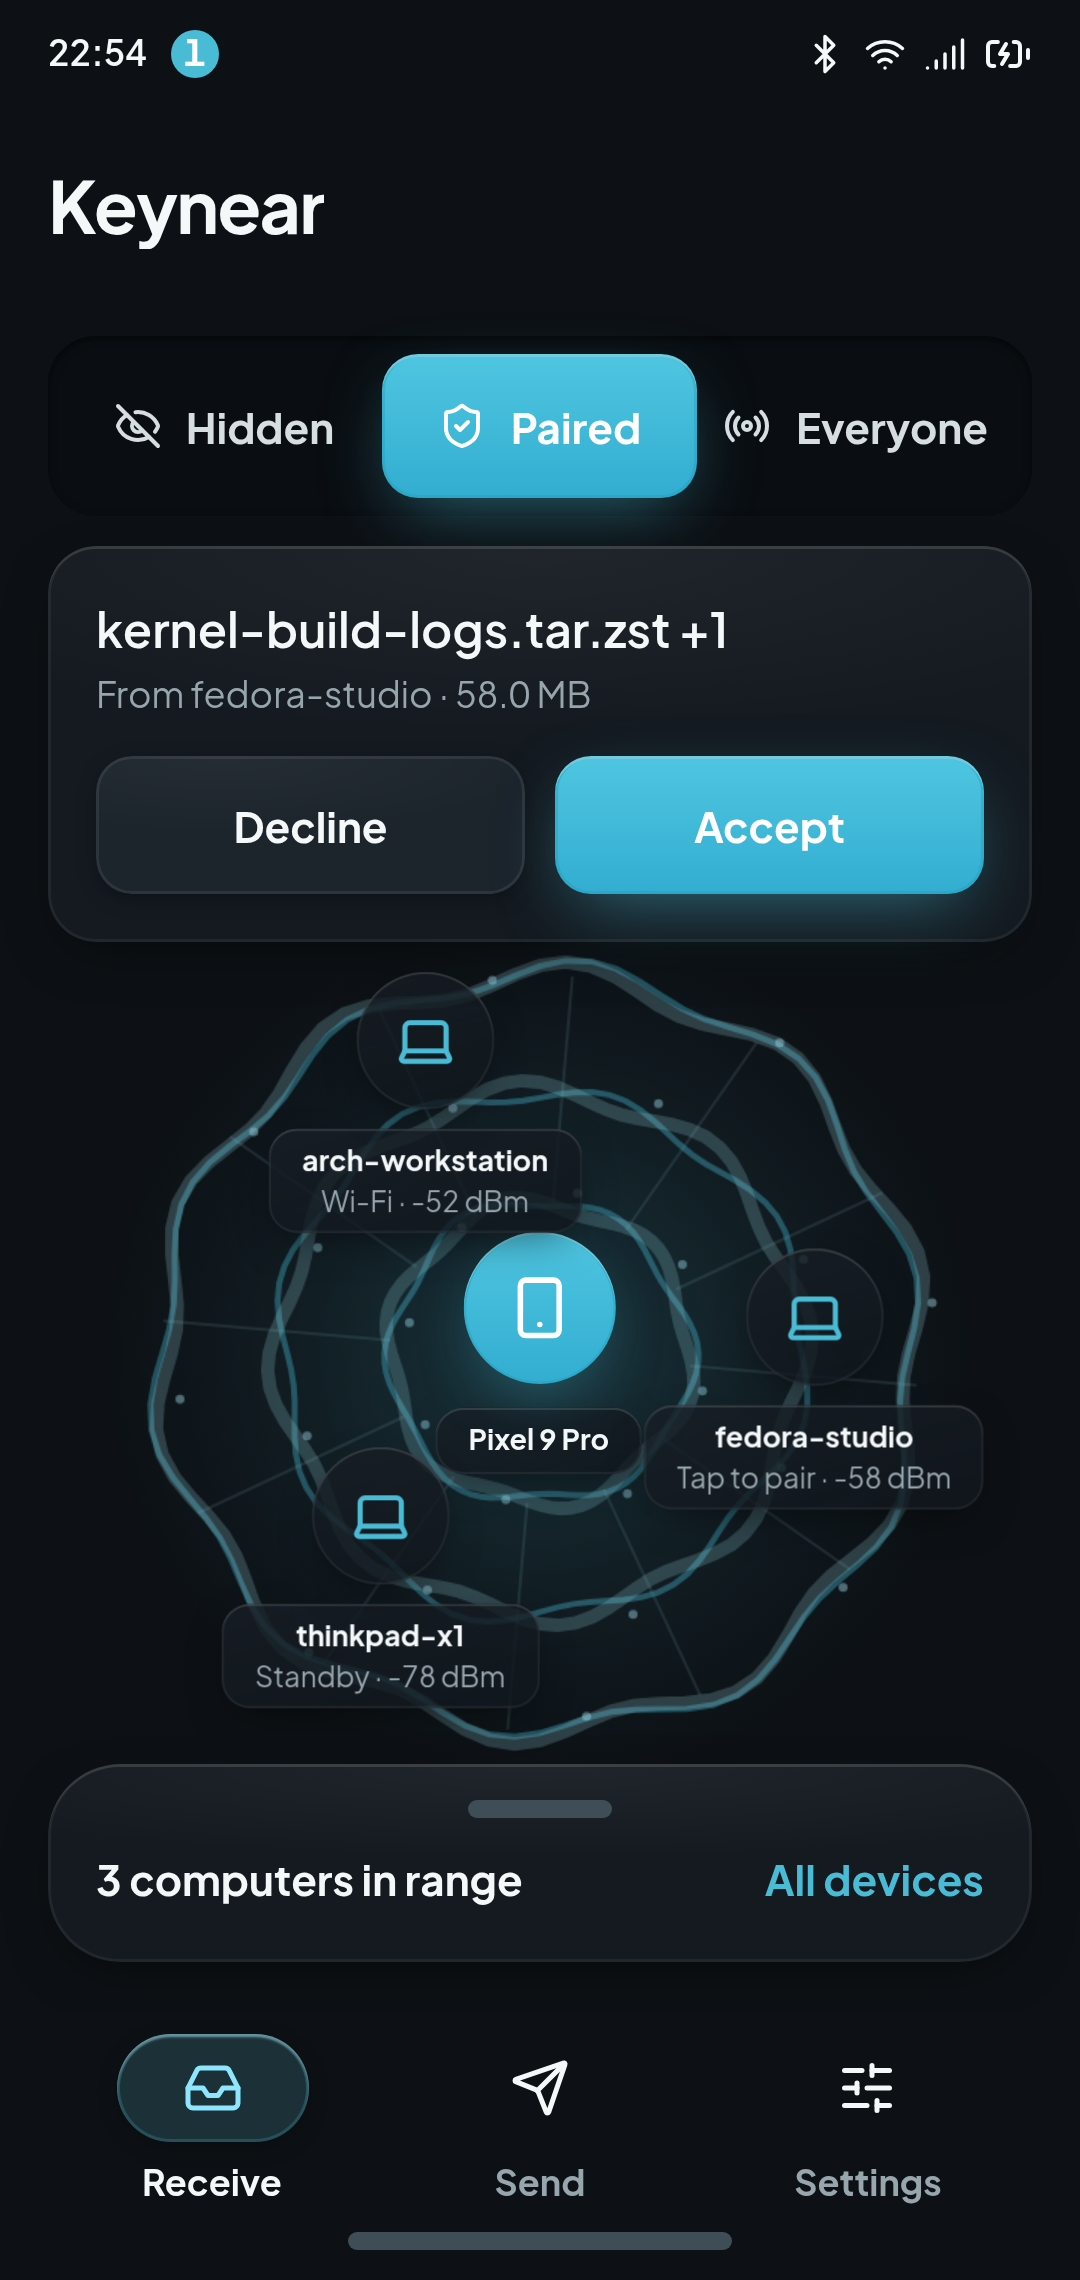 22:54 1
Keynear
Hidden Paired Everyone
kernel-build-logs.tar.zst +1
From fedora-studio · 58.0 MB
Decline Accept
arch-workstation
Wi-Fi · -52 dBm
Pixel 9 Pro
fedora-studio
Tap to pair · -58 dBm
thinkpad-x1
Standby · -78 dBm
3 computers in range All devices
Receive Send Settings